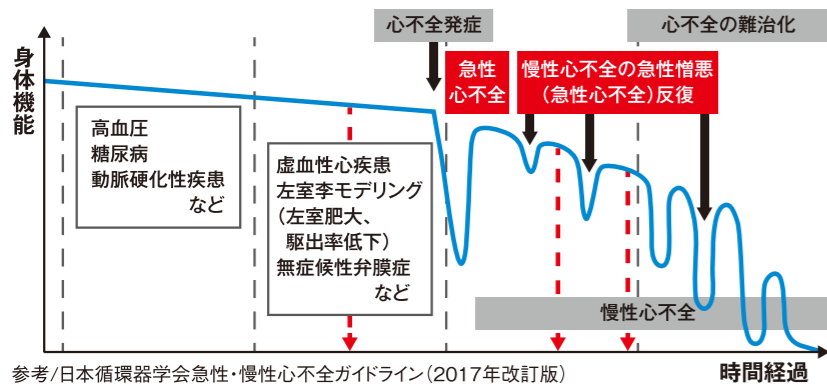 心不全発症
心不全の難治化
急性
心不全
慢性心不全の急性憎悪
(急性心不全)反復
身体機能
高血圧
糖尿病
動脈硬化性疾患
など
虚血性心疾患
左室李モデリング
(左室肥大、
駆出率低下)
無症候性弁膜症
など
慢性心不全
参考/日本循環器学会急性・慢性心不全ガイドライン(2017年改訂版)
時間経過